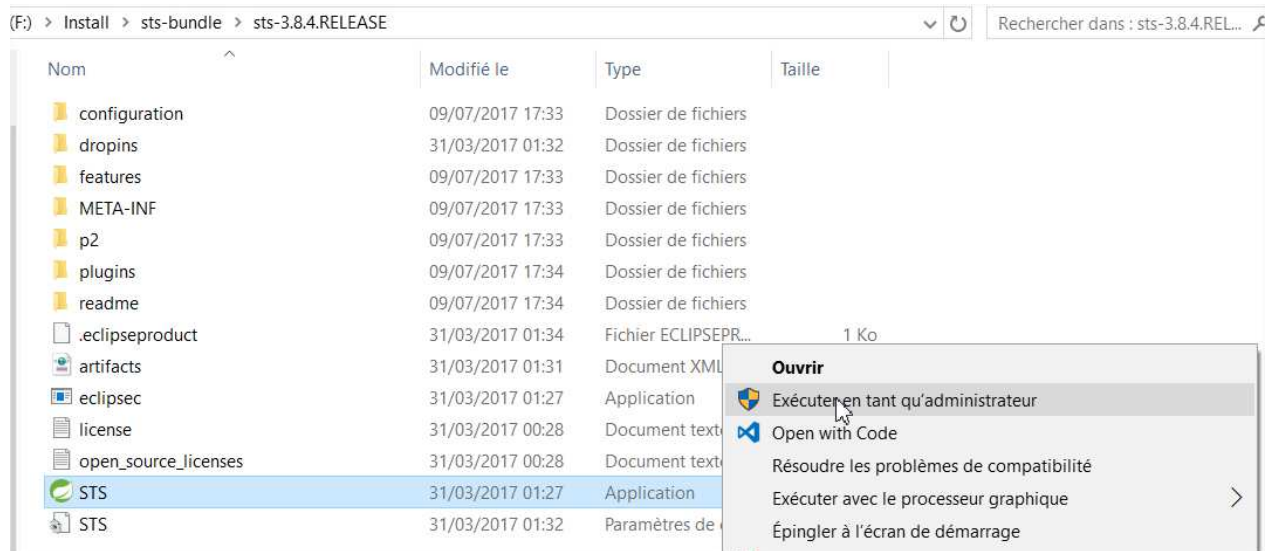 (F:) > Install > sts-bundle > sts-3.8.4.RELEASE Rechercher dans : sts-3.8.4.REL...
Nom Modifié le Type Taille
configuration 09/07/2017 17:33 Dossier de fichiers
dropins 31/03/2017 01:32 Dossier de fichiers
features 09/07/2017 17:33 Dossier de fichiers
META-INF 09/07/2017 17:33 Dossier de fichiers
p2 09/07/2017 17:33 Dossier de fichiers
plugins 09/07/2017 17:34 Dossier de fichiers
readme 09/07/2017 17:34 Dossier de fichiers
.eclipseproduct 31/03/2017 01:34 Fichier ECLIPSEPR... 1 Ko
artifacts 31/03/2017 01:31 Document XML
Ouvrir
eclipsec 31/03/2017 01:27 Application
Exécuter en tant qu'administrateur
license 31/03/2017 00:28 Document texte
Open with Code
open_source_licenses 31/03/2017 00:28 Document texte
Résoudre les problèmes de compatibilité
STS 31/03/2017 01:27 Application
Exécuter avec le processeur graphique
STS 31/03/2017 01:32 Paramètres de
Épingler à l'écran de démarrage